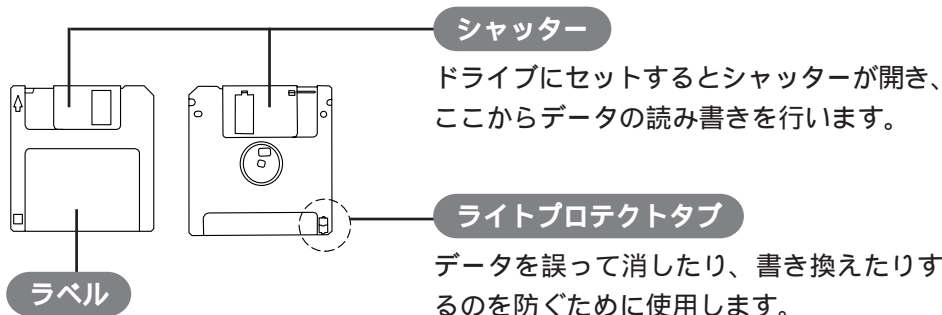 シャッター
ドライブにセットするとシャッターが開き、
ここからデータの読み書きを行います。
ライトプロテクトタブ
データを誤って消したり、書き換えたりす
るのを防ぐために使用します。
ラベル